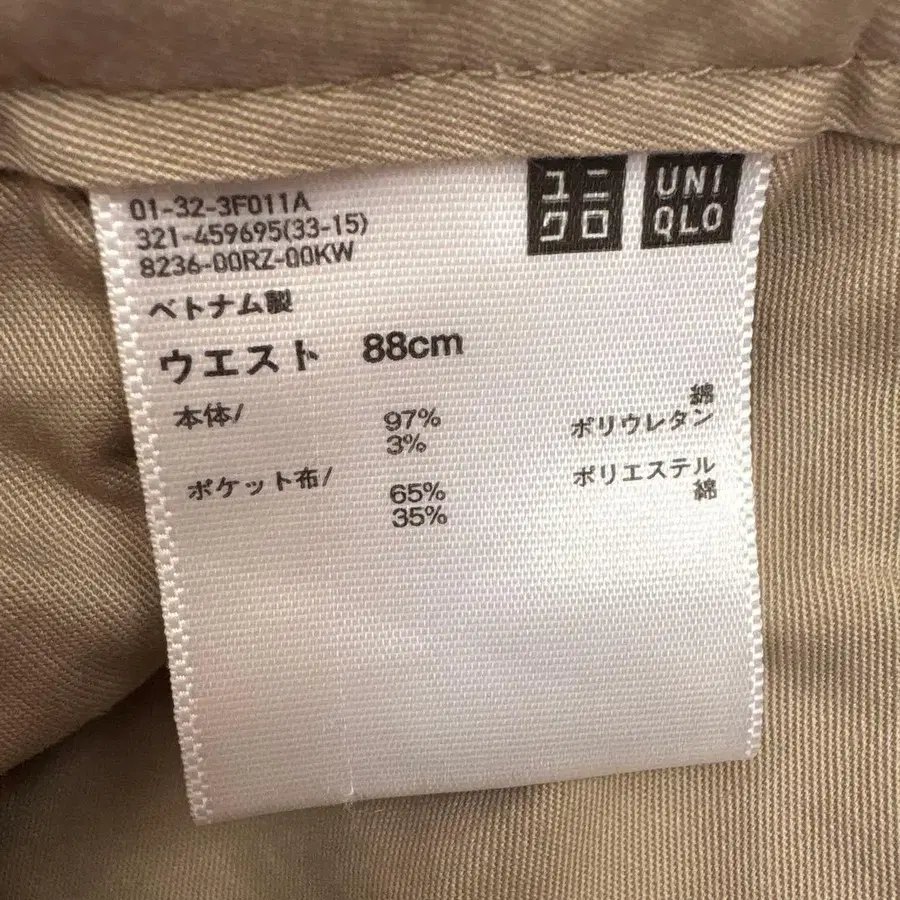 01-32-3F011A
321-459695(33-15)
8236-00RZ-00KW
ユニ
クロ
UNI
QLO
ベトナム製
ウエスト 88cm
本体/ 97% 綿
3% ポリウレタン
ポケット布/ 65% ポリエステル
35% 綿